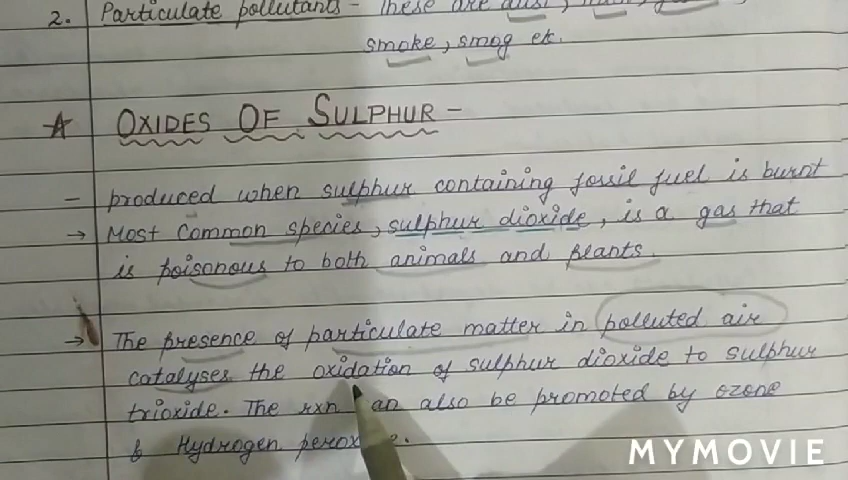 2. Particulate pollutants - These are dust,
smoke, smog etc.
OXIDES OF SULPHUR -
- produced when sulphur containing fossil fuel is burnt
→ Most Common species, sulphur dioxide, is a gas that
is poisonous to both animals and plants.
→ The presence of particulate matter in polluted air
catalyses the oxidation of sulphur dioxide to sulphur
trioxide. The rxn an also be promoted by ozone
& Hydrogen perox e.
MYMOVIE